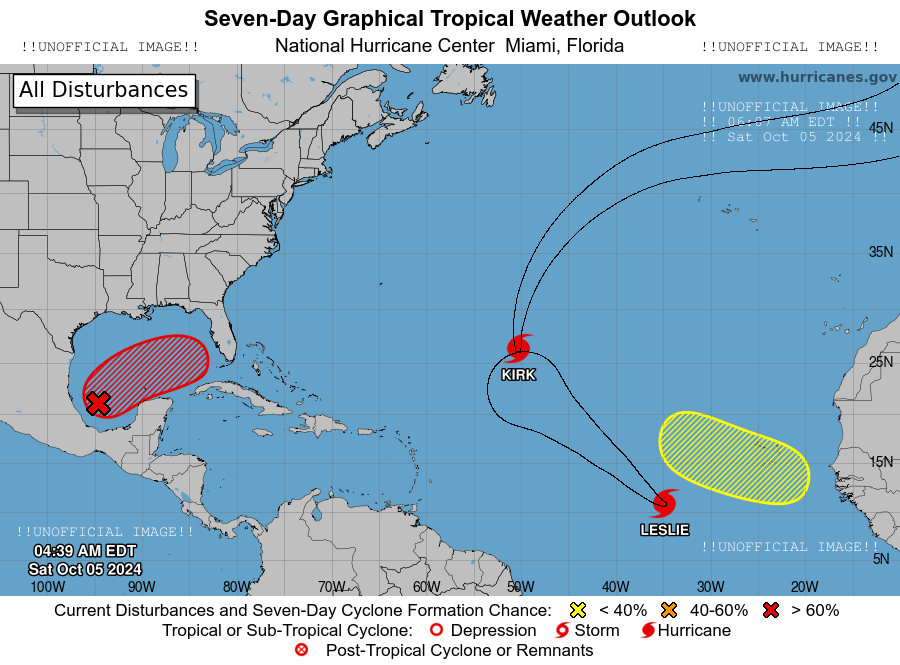 Seven-Day Graphical Tropical Weather Outlook
!!UNOFFICIAL IMAGE!!
National Hurricane Center Miami, Florida
!!UNOFFICIAL IMAGE!!
All Disturbances
www.hurricanes.gov
!!UNOFFICIAL IMAGE!!
!! 06:07 AM EDT !!
!! Sat Oct 05 2024 !!
45N
35N
25N
15N
5N
KIRK
LESLIE
!!UNOFFICIAL IMAGE!!
04:39 AM EDT
Sat Oct 05 2024
!!UNOFFICIAL IMAGE!!
100W 90W 80W 70W 60W 50W 40W 30W 20W
Current Disturbances and Seven-Day Cyclone Formation Chance: < 40% 40-60% > 60%
Tropical or Sub-Tropical Cyclone: Depression Storm Hurricane
Post-Tropical Cyclone or Remnants